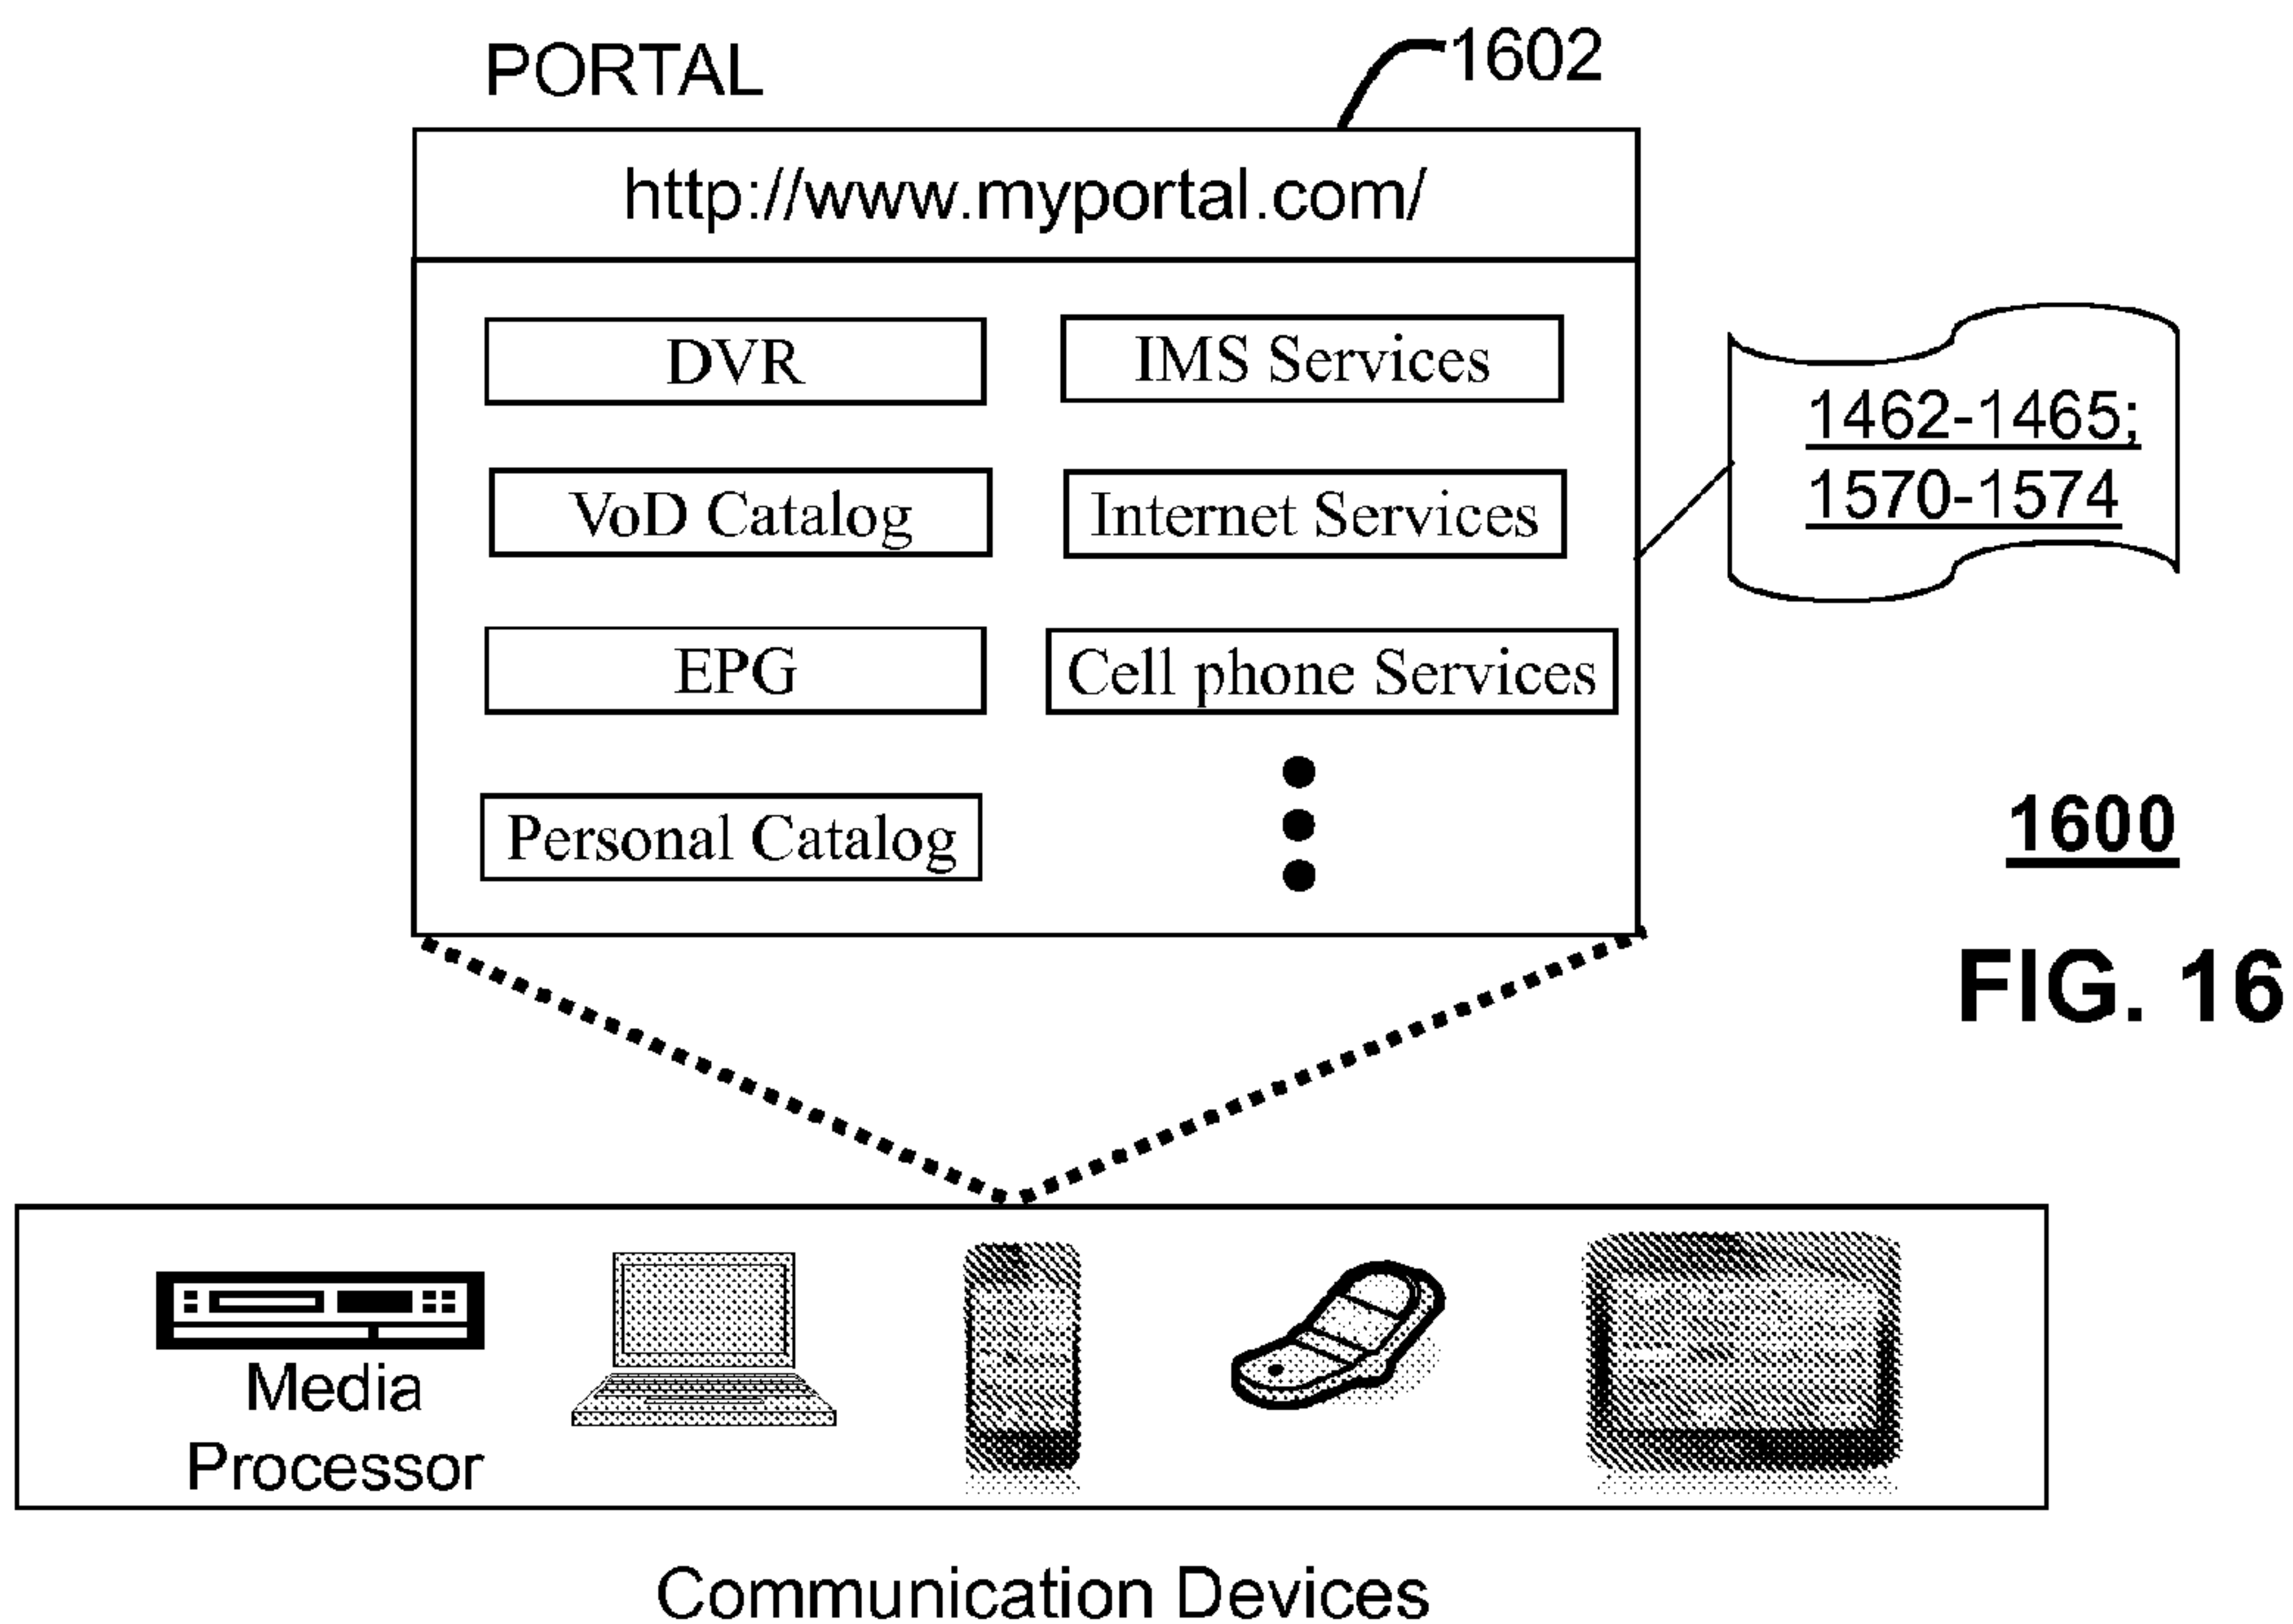 PORTAL
1602
http://www.myportal.com/
DVR
IMS Services
VoD Catalog
Internet Services
EPG
Cell phone Services
Personal Catalog
1462-1465;
1570-1574
1600
FIG. 16
Media
Processor
Communication Devices